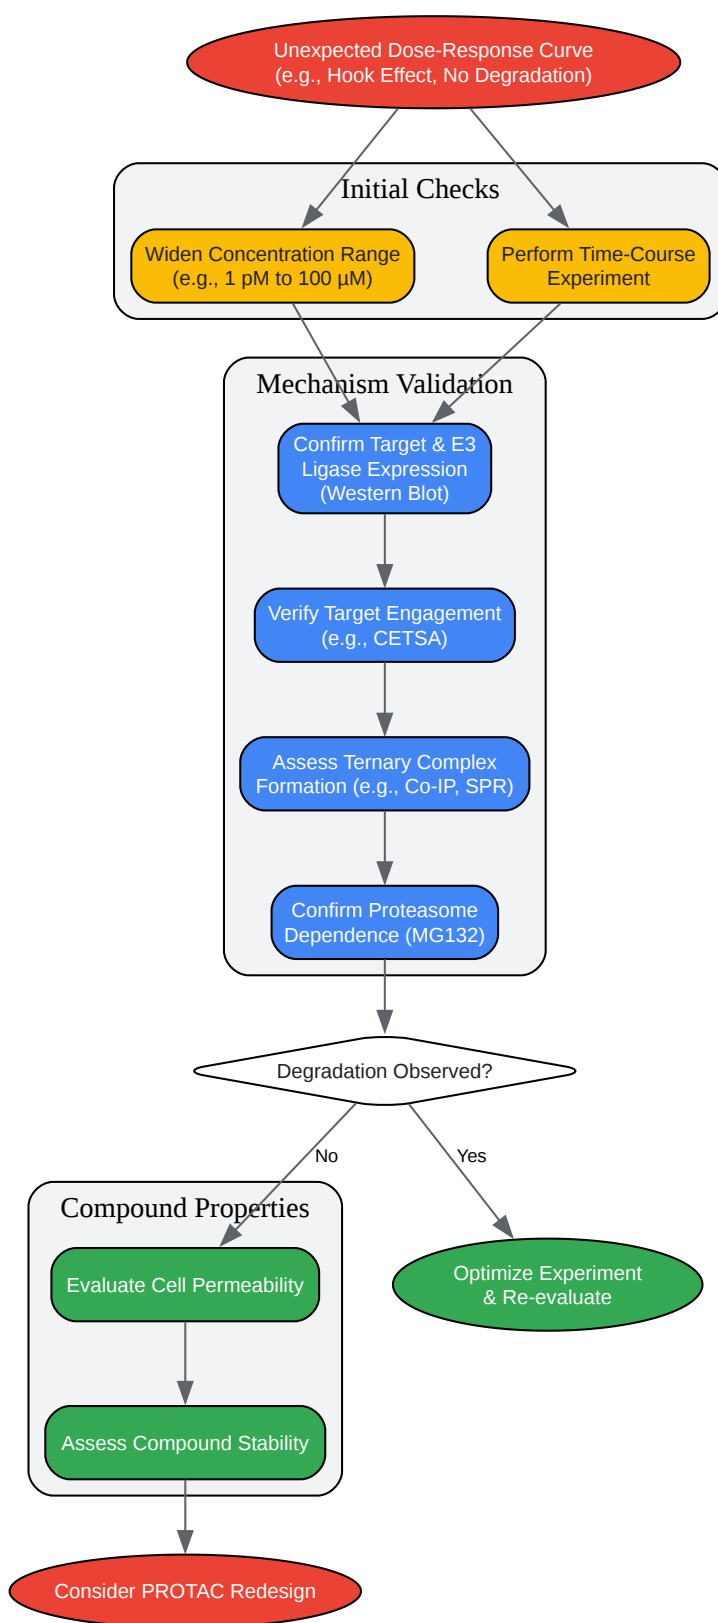 Unexpected Dose-Response Curve
(e.g., Hook Effect, No Degradation)
Initial Checks
Widen Concentration Range
(e.g., 1 pM to 100 µM)
Perform Time-Course
Experiment
Mechanism Validation
Confirm Target & E3
Ligase Expression
(Western Blot)
Verify Target Engagement
(e.g., CETSA)
Assess Ternary Complex
Formation (e.g., Co-IP, SPR)
Confirm Proteasome
Dependence (MG132)
Degradation Observed?
No
Yes
Compound Properties
Evaluate Cell Permeability
Optimize Experiment
& Re-evaluate
Assess Compound Stability
Consider PROTAC Redesign